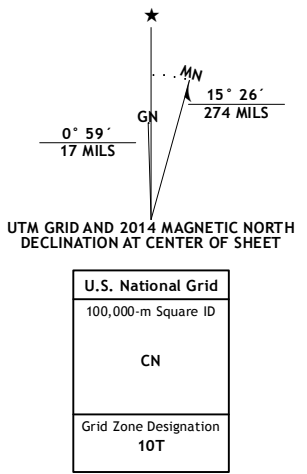 ★
MN
GN
15° 26´
274 MILS
0° 59´
17 MILS
UTM GRID AND 2014 MAGNETIC NORTH
DECLINATION AT CENTER OF SHEET
U.S. National Grid
100,000-m Square ID
CN
Grid Zone Designation
10T